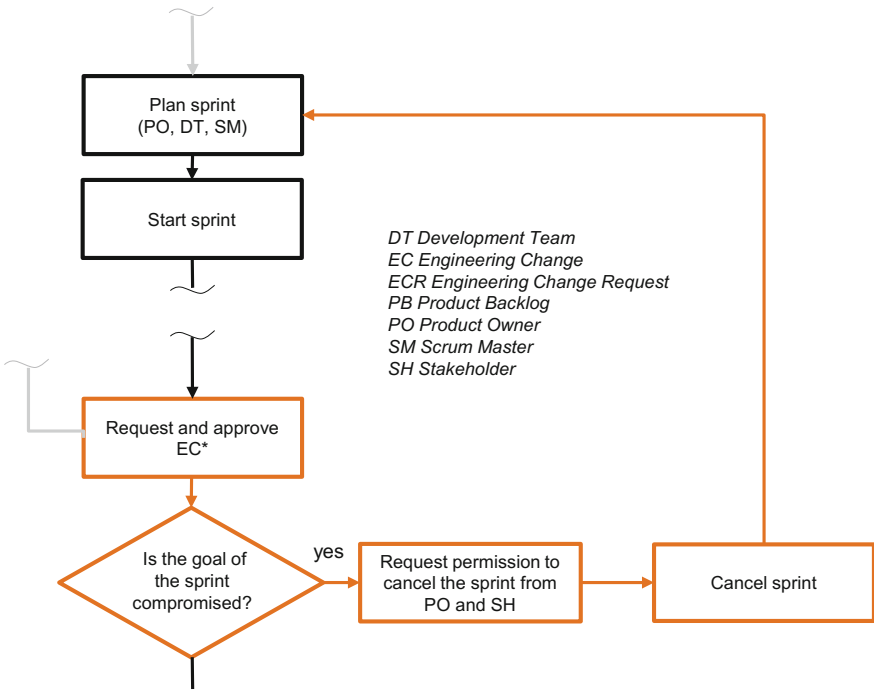 Plan sprint
(PO, DT, SM)
Start sprint
DT Development Team
EC Engineering Change
ECR Engineering Change Request
PB Product Backlog
PO Product Owner
SM Scrum Master
SH Stakeholder
Request and approve
EC*
Is the goal of
the sprint
compromised?
yes
Request permission to
cancel the sprint from
PO and SH
Cancel sprint